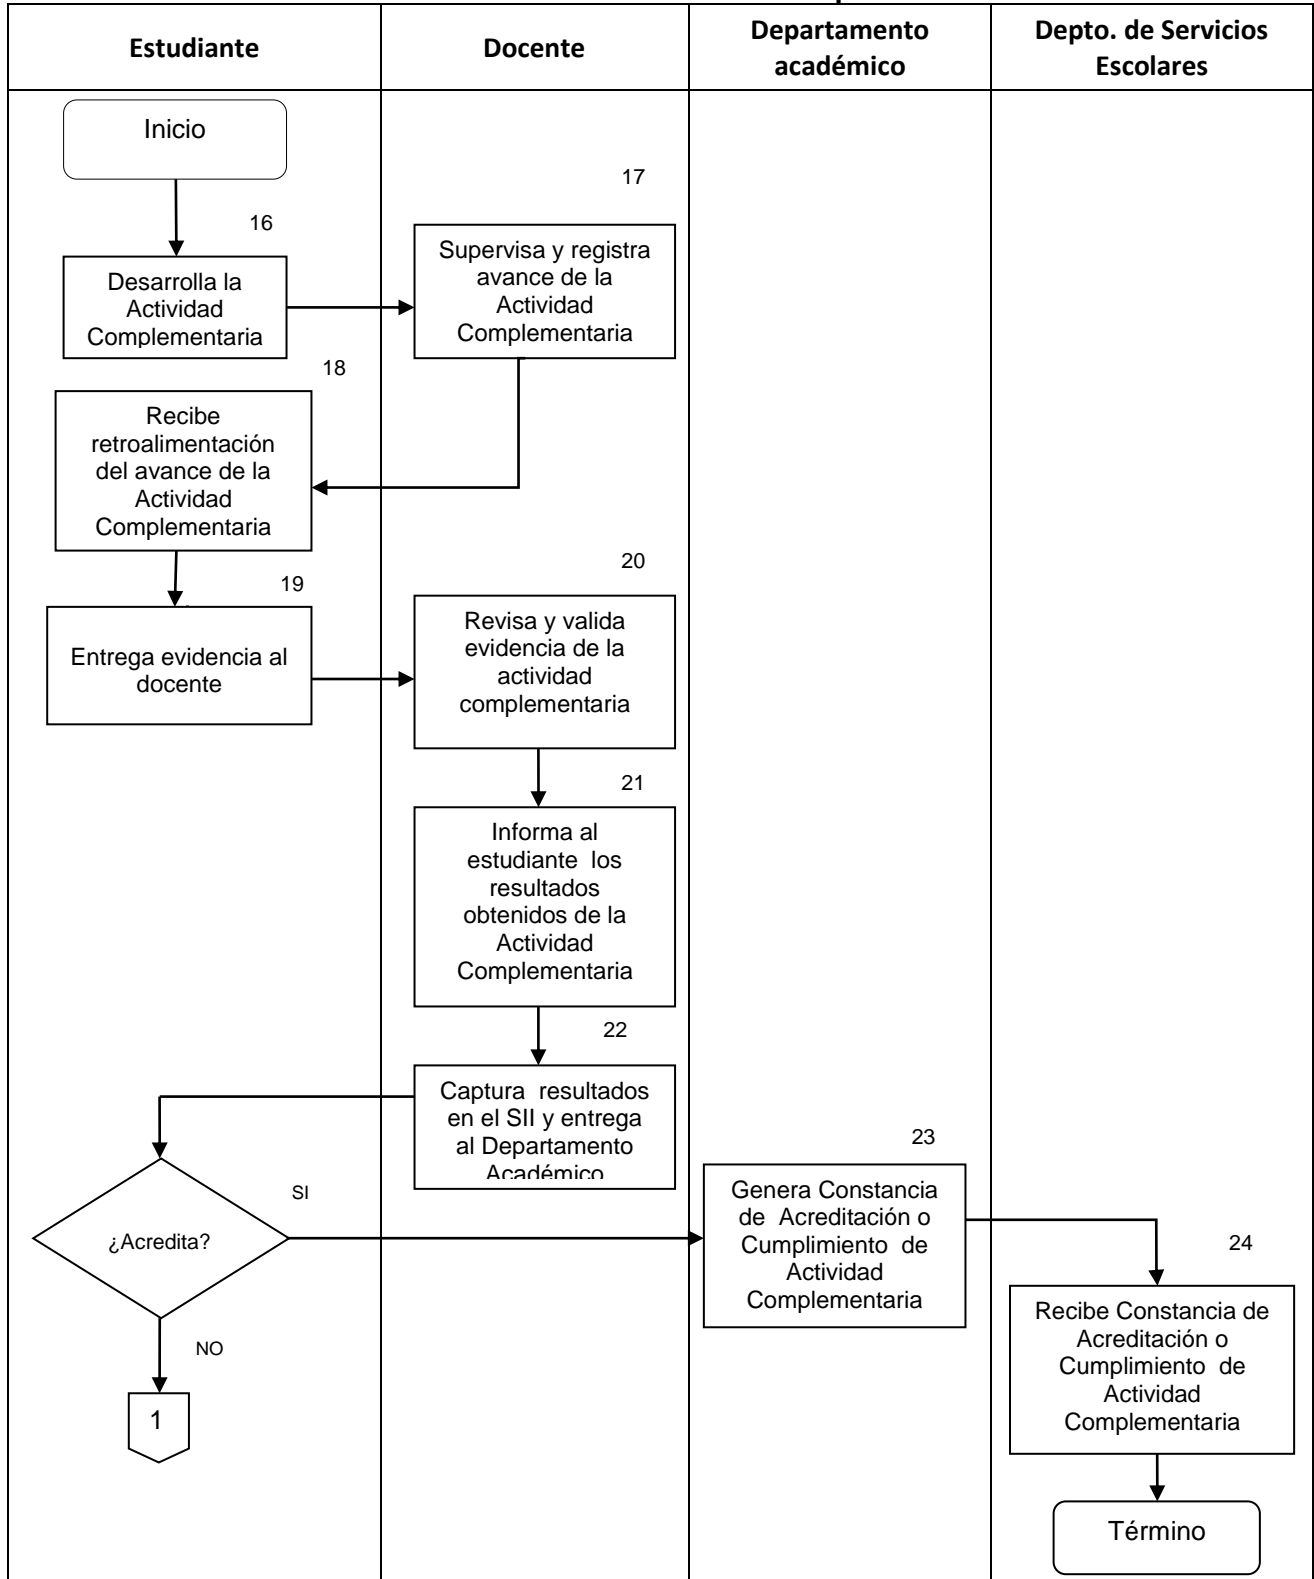 Estudiante
Docente
Departamento
académico
Depto. de Servicios
Escolares
Inicio
16
Desarrolla la
Actividad
Complementaria
17
Supervisa y registra
avance de la
Actividad
Complementaria
18
Recibe
retroalimentación
del avance de la
Actividad
Complementaria
19
Entrega evidencia al
docente
20
Revisa y valida
evidencia de la
actividad
complementaria
21
Informa al
estudiante los
resultados
obtenidos de la
Actividad
Complementaria
22
Captura resultados
en el SII y entrega
al Departamento
Académico
¿Acredita?
SI
NO
1
23
Genera Constancia
de Acreditación o
Cumplimiento de
Actividad
Complementaria
24
Recibe Constancia de
Acreditación o
Cumplimiento de
Actividad
Complementaria
Término